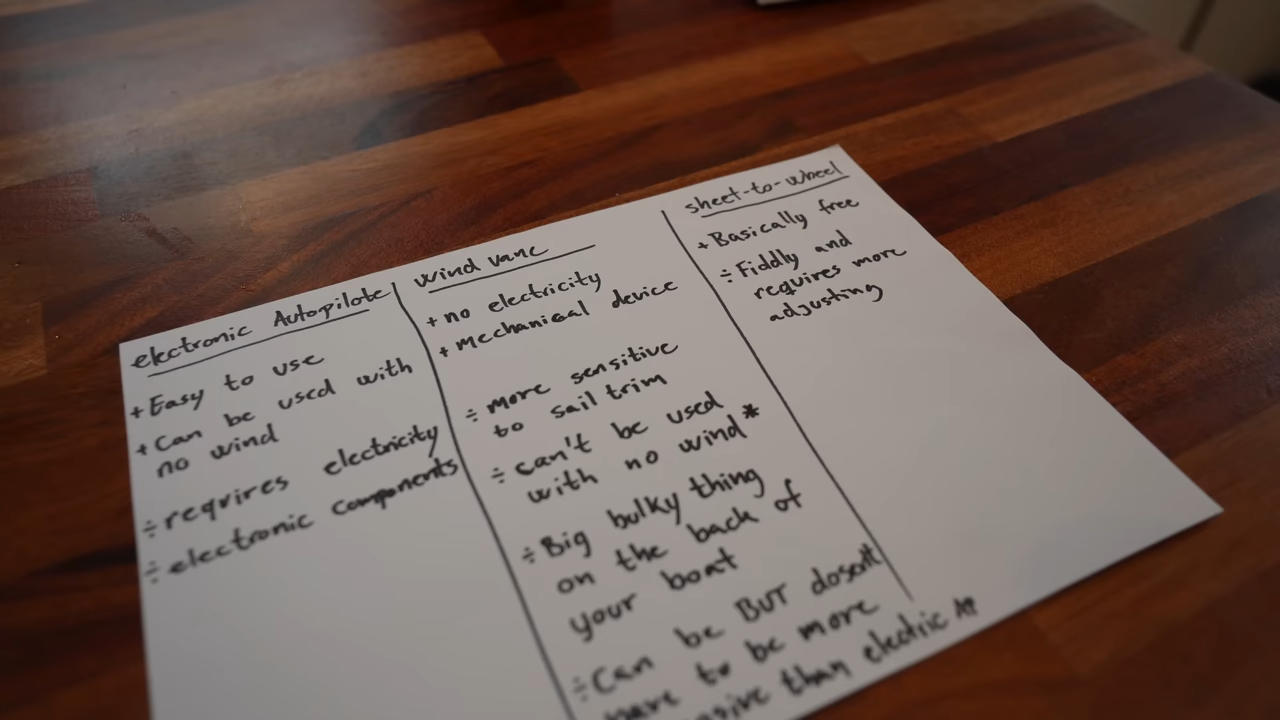 electronic Autopilote
+ Easy to use
+ Can be used with
no wind
÷ requires electricity
÷ electronic components
wind vane
+ no electricity
+ Mechanical device
÷ more sensitive
to sail trim
÷ can't be used
with no wind*
÷ Big bulky thing
on the back of
your boat
÷ Can be BUT dosent
have to be more
than electric AP
sheet-to-wheel
+ Basically free
÷ Fiddly and
requires more
adjusting